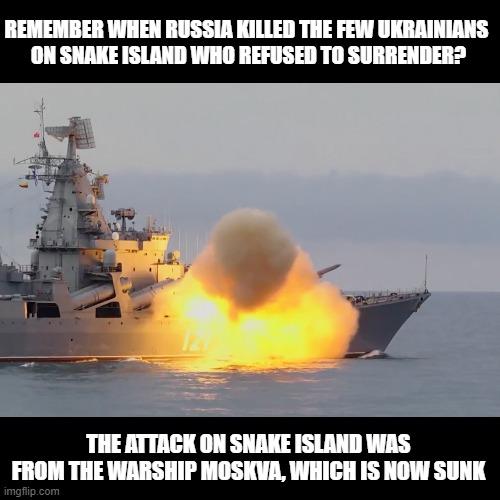 REMEMBER WHEN RUSSIA KILLED THE FEW UKRAINIANS
ON SNAKE ISLAND WHO REFUSED TO SURRENDER?
121
THE ATTACK ON SNAKE ISLAND WAS
FROM THE WARSHIP MOSKVA, WHICH IS NOW SUNK
imgflip.com